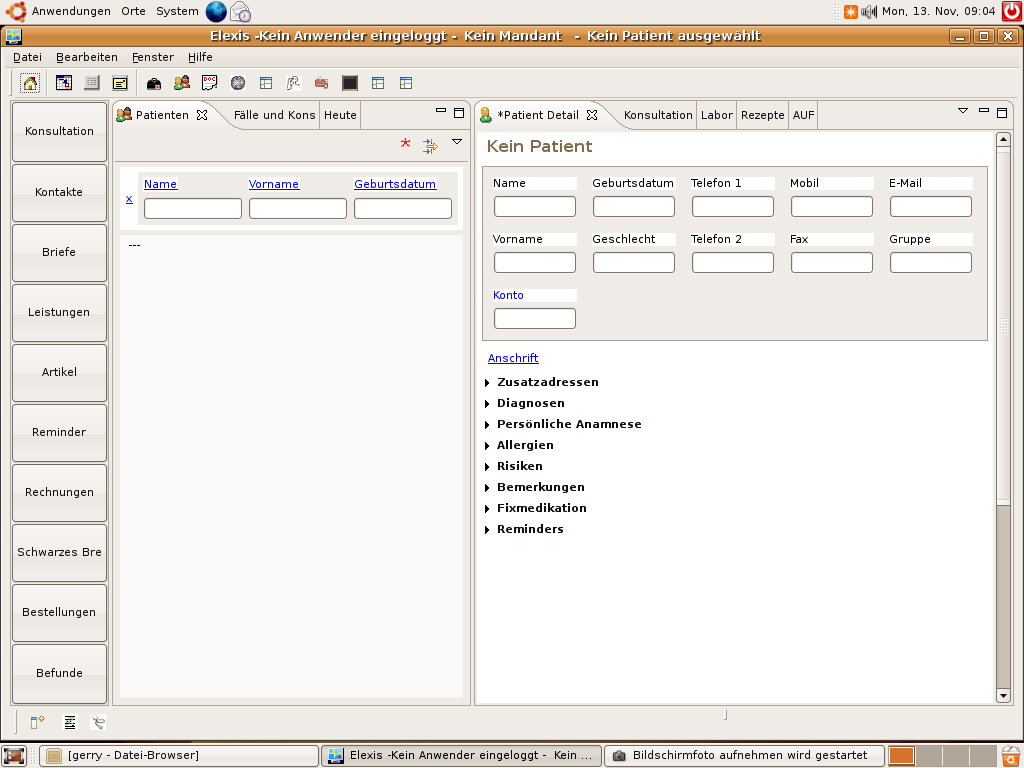 Anwendungen Orte System Mon, 13. Nov, 09:04
Elexis -Kein Anwender eingeloggt - Kein Mandant - Kein Patient ausgewählt
Datei Bearbeiten Fenster Hilfe
Konsultation
Kontakte
Briefe
Leistungen
Artikel
Reminder
Rechnungen
Schwarzes Bre
Bestellungen
Befunde
Patienten Fälle und Kons Heute
Name Vorname Geburtsdatum
x
---
*Patient Detail Konsultation Labor Rezepte AUF
Kein Patient
Name Geburtsdatum Telefon 1 Mobil E-Mail
Vorname Geschlecht Telefon 2 Fax Gruppe
Konto
Anschrift
Zusatzadressen
Diagnosen
Persönliche Anamnese
Allergien
Risiken
Bemerkungen
Fixmedikation
Reminders
[gerry - Datei-Browser] Elexis -Kein Anwender eingeloggt - Kein ... Bildschirmfoto aufnehmen wird gestartet